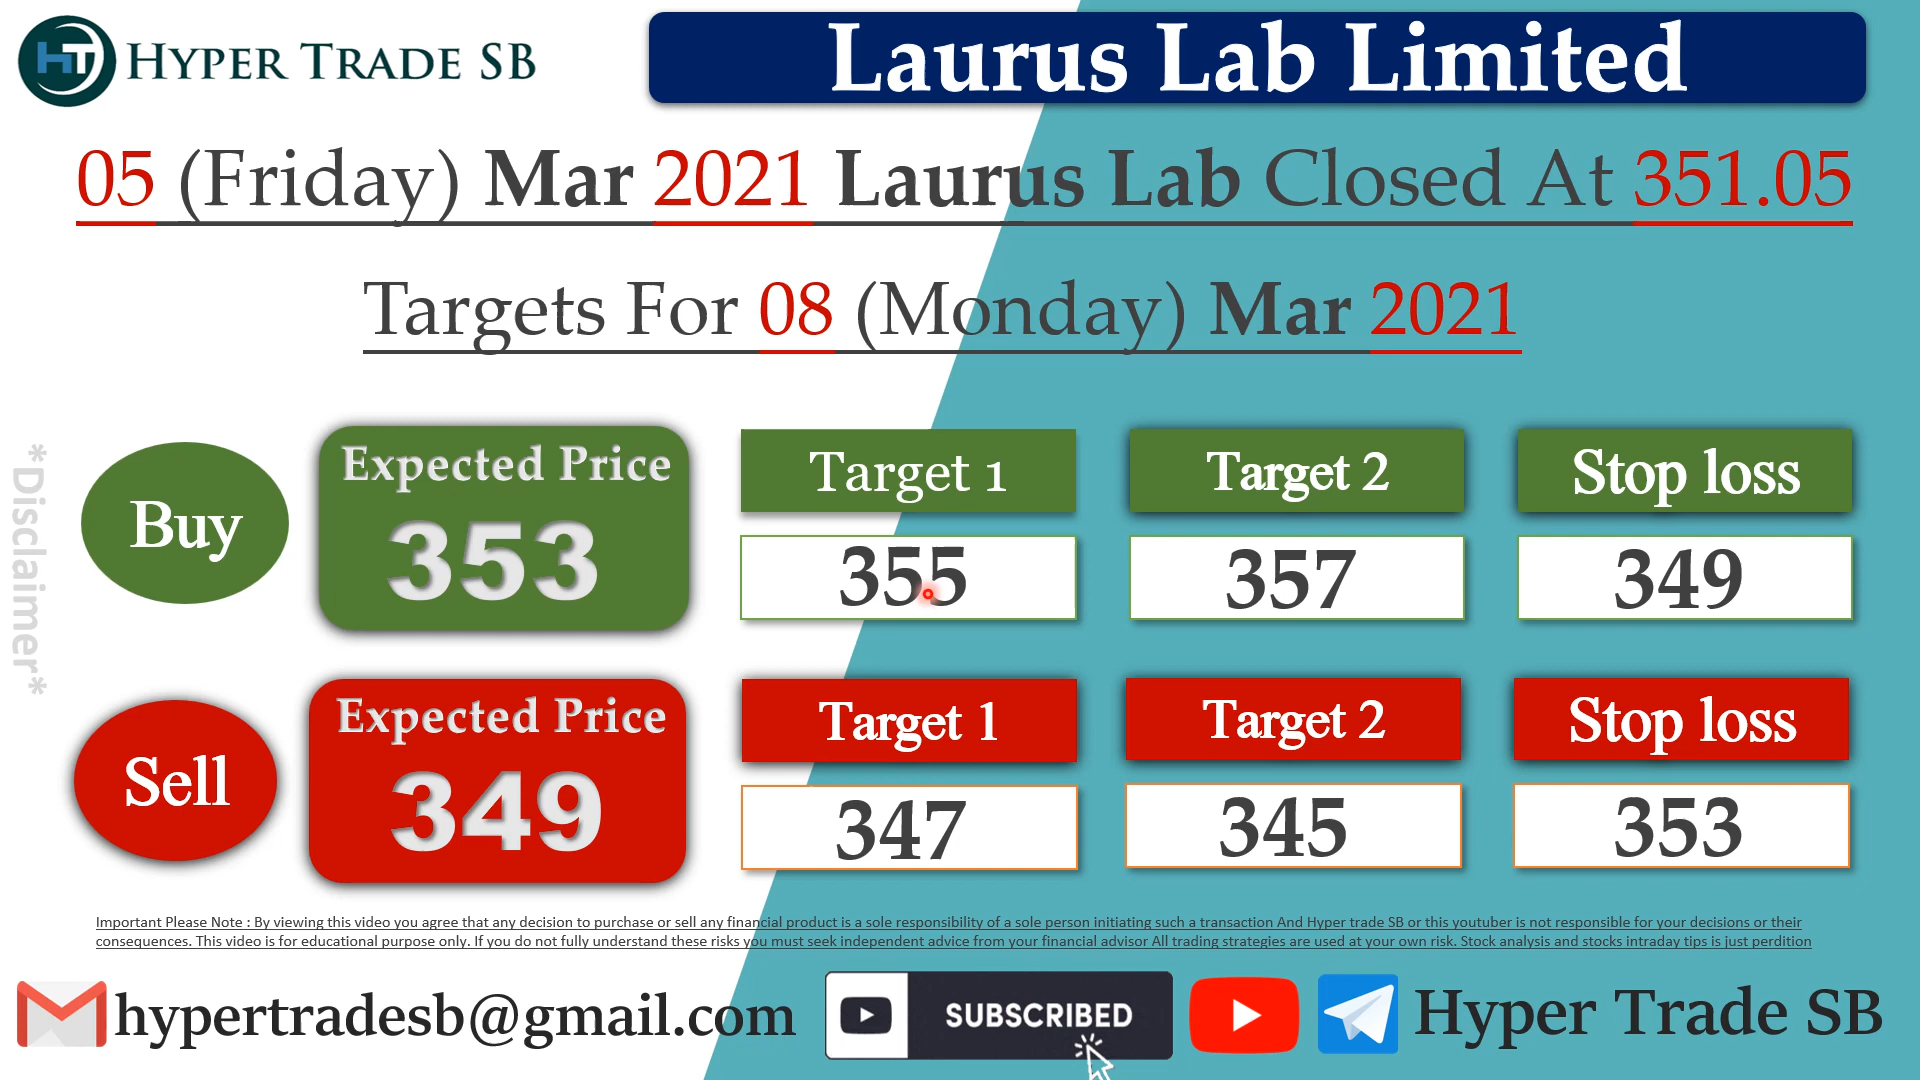 HT HYPER TRADE SB
Laurus Lab Limited
05 (Friday) Mar 2021 Laurus Lab Closed At 351.05
Targets For 08 (Monday) Mar 2021
*Disclaimer*
Buy
Expected Price
353
Target 1
355
Target 2
357
Stop loss
349
Sell
Expected Price
349
Target 1
347
Target 2
345
Stop loss
353
Important Please Note : By viewing this video you agree that any decision to purchase or sell any financial product is a sole responsibility of a sole person initiating such a transaction And Hyper trade SB or this youtuber is not responsible for your decisions or their
consequences. This video is for educational purpose only. If you do not fully understand these risks you must seek independent advice from your financial advisor All trading strategies are used at your own risk. Stock analysis and stocks intraday tips is just perdition
hypertradesb@gmail.com
SUBSCRIBED
Hyper Trade SB